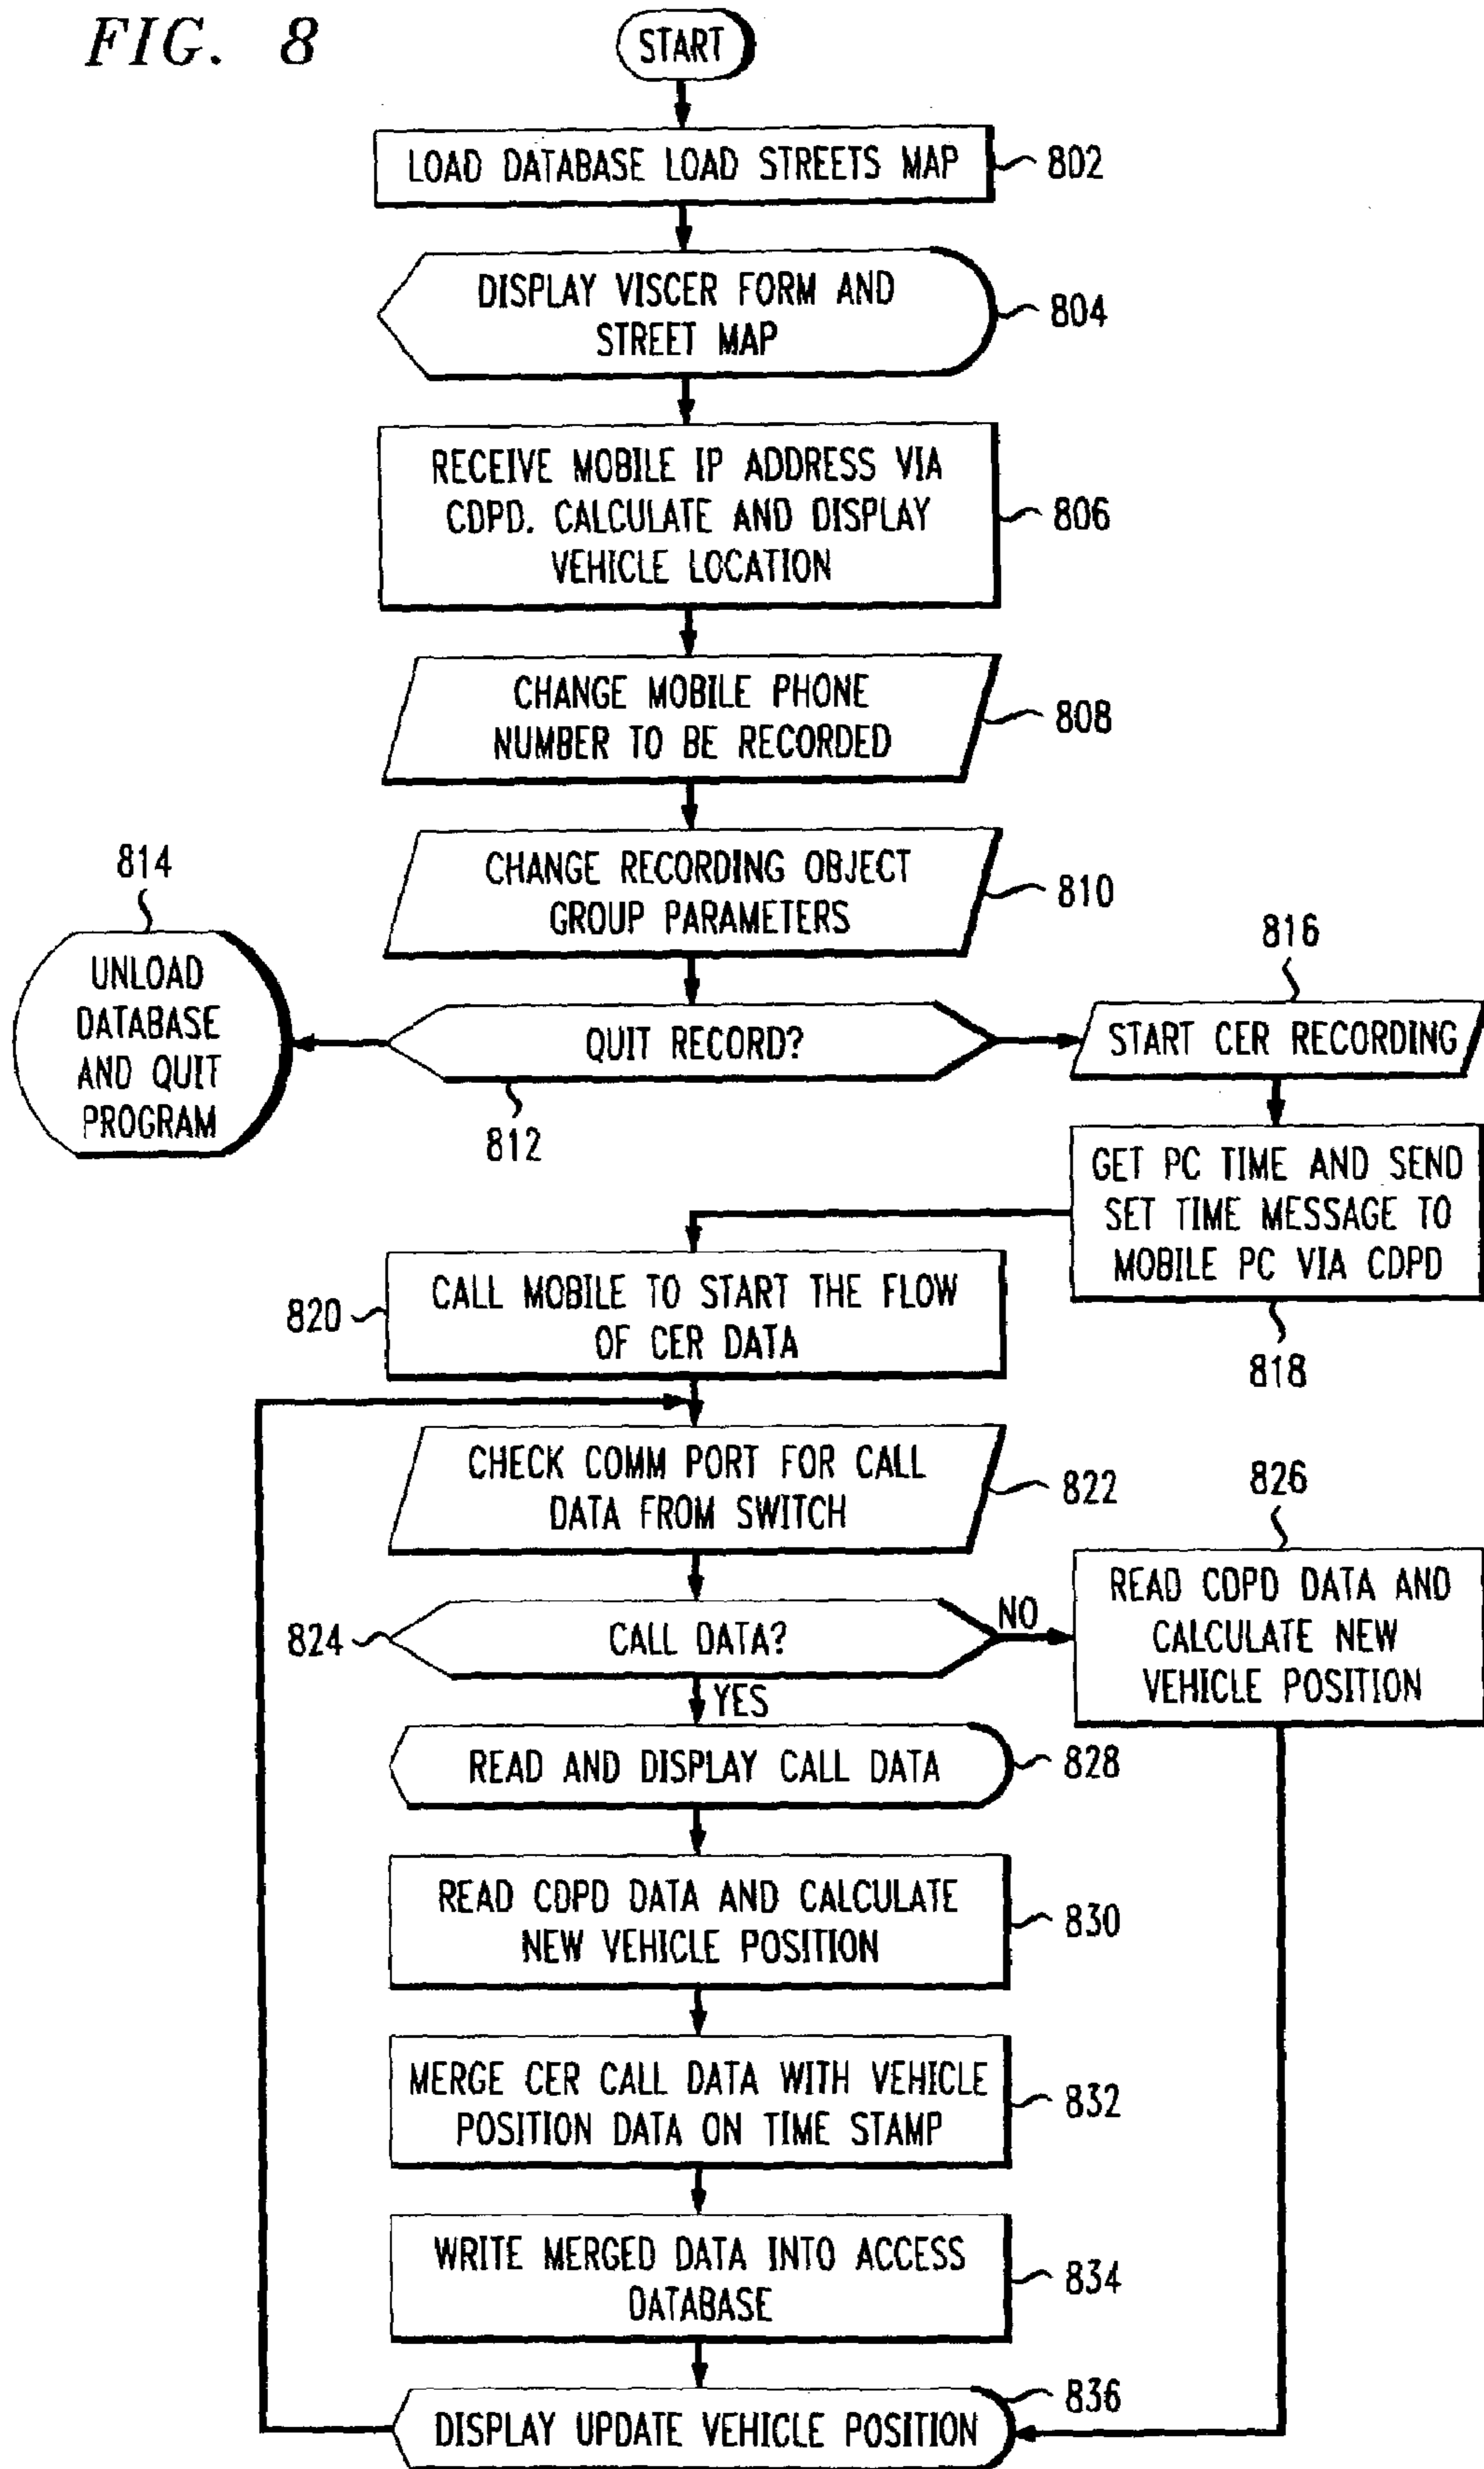 FIG. 8
START
LOAD DATABASE LOAD STREETS MAP
802
DISPLAY VISCER FORM AND
STREET MAP
804
RECEIVE MOBILE IP ADDRESS VIA
CDPD. CALCULATE AND DISPLAY
VEHICLE LOCATION
806
CHANGE MOBILE PHONE
NUMBER TO BE RECORDED
808
CHANGE RECORDING OBJECT
GROUP PARAMETERS
810
814
UNLOAD
DATABASE
AND QUIT
PROGRAM
QUIT RECORD?
812
816
START CER RECORDING
GET PC TIME AND SEND
SET TIME MESSAGE TO
MOBILE PC VIA CDPD
818
820
CALL MOBILE TO START THE FLOW
OF CER DATA
CHECK COMM PORT FOR CALL
DATA FROM SWITCH
822
824
CALL DATA?
NO
YES
826
READ CDPD DATA AND
CALCULATE NEW
VEHICLE POSITION
READ AND DISPLAY CALL DATA
828
READ CDPD DATA AND CALCULATE
NEW VEHICLE POSITION
830
MERGE CER CALL DATA WITH VEHICLE
POSITION DATA ON TIME STAMP
832
WRITE MERGED DATA INTO ACCESS
DATABASE
834
DISPLAY UPDATE VEHICLE POSITION
836